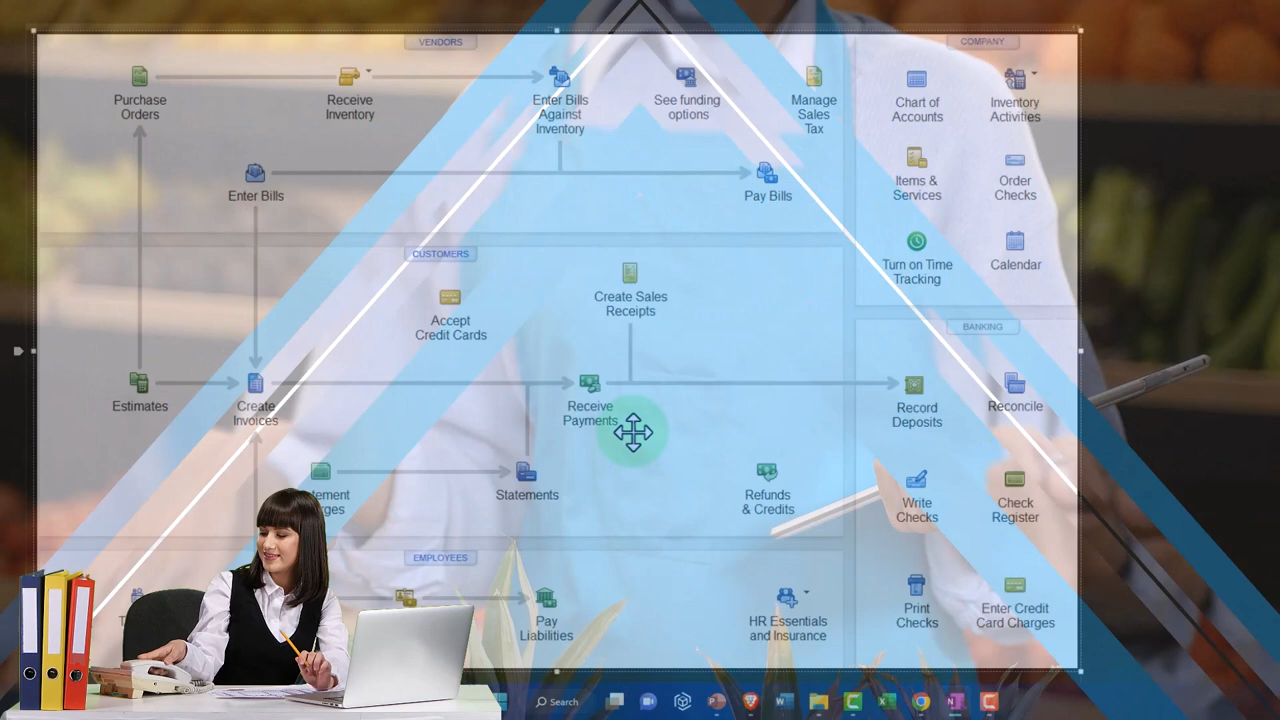 VENDORS
COMPANY
Purchase
Orders
Receive
Inventory
Enter Bills
Against
Inventory
See funding
options
Manage
Sales
Tax
Chart of
Accounts
Inventory
Activities
Enter Bills
Pay Bills
Items &
Services
Order
Checks
CUSTOMERS
Turn on Time
Tracking
Calendar
Create Sales
Receipts
Accept
Credit Cards
BANKING
Estimates
Create
Invoices
Receive
Payments
Record
Deposits
Reconcile
Statements
Refunds
& Credits
Write
Checks
Check
Register
EMPLOYEES
Pay
Liabilities
HR Essentials
and Insurance
Print
Checks
Enter Credit
Card Charges
Search